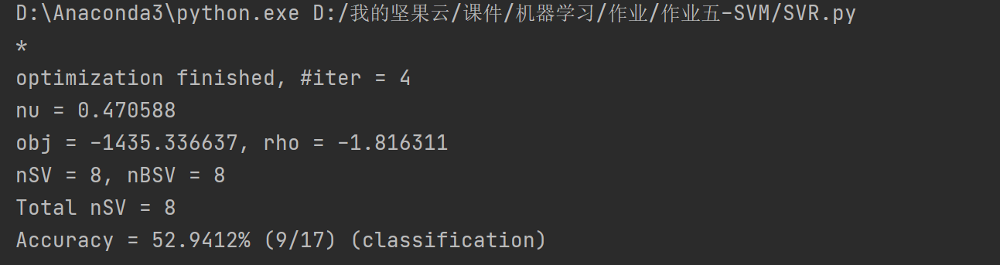 D:\Anaconda3\python.exe D:/我的坚果云/课件/机器学习/作业/作业五-SVM/SVR.py
*
optimization finished, #iter = 4
nu = 0.470588
obj = -1435.336637, rho = -1.816311
nSV = 8, nBSV = 8
Total nSV = 8
Accuracy = 52.9412% (9/17) (classification)